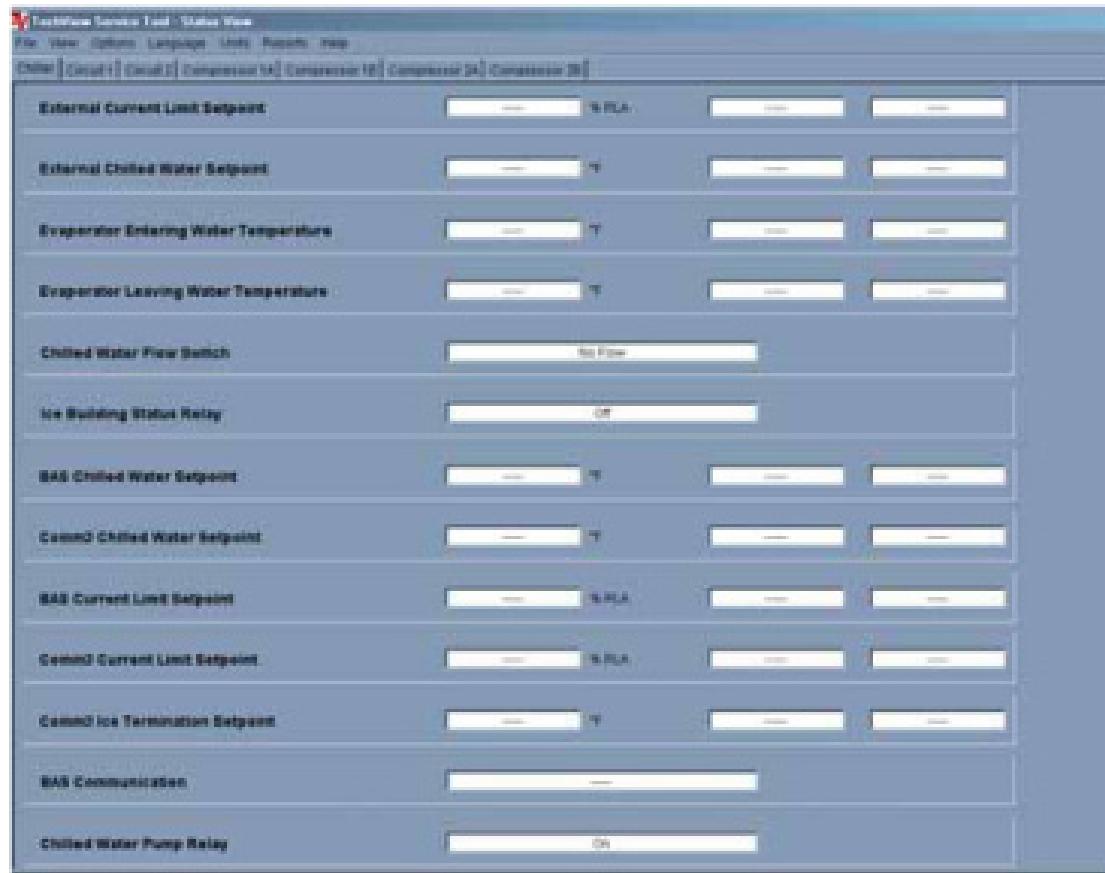 TechView Service Tool - Status View
File View Options Language Units Reports Help
Chiller Circuit 1 Circuit 2 Compressor 1A Compressor 1B Compressor 2A Compressor 2B
External Current Limit Setpoint ----- % RLA ----- -----
External Chilled Water Setpoint ----- °F ----- -----
Evaporator Entering Water Temperature ----- °F ----- -----
Evaporator Leaving Water Temperature ----- °F ----- -----
Chilled Water Flow Switch No Flow
Ice Building Status Relay Off
BAS Chilled Water Setpoint ----- °F ----- -----
Comm3 Chilled Water Setpoint ----- °F ----- -----
BAS Current Limit Setpoint ----- % RLA ----- -----
Comm3 Current Limit Setpoint ----- % RLA ----- -----
Comm3 Ice Termination Setpoint ----- °F ----- -----
BAS Communication -----
Chilled Water Pump Relay On